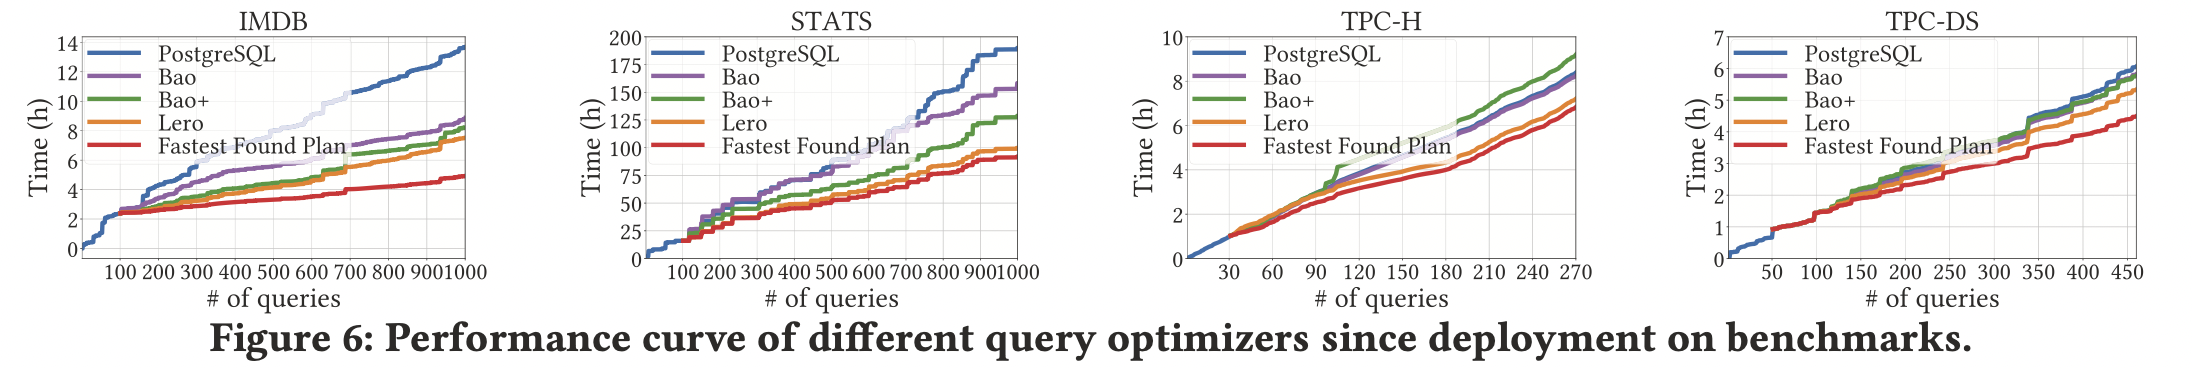 IMDB
Time (h)
14
12
10
8
6
4
2
0
PostgreSQL
Bao
Bao+
Lero
Fastest Found Plan
100 200 300 400 500 600 700 800 900 1000
# of queries
STATS
Time (h)
200
175
150
125
100
75
50
25
0
PostgreSQL
Bao
Bao+
Lero
Fastest Found Plan
100 200 300 400 500 600 700 800 900 1000
# of queries
TPC-H
Time (h)
10
8
6
4
2
0
PostgreSQL
Bao
Bao+
Lero
Fastest Found Plan
30 60 90 120 150 180 210 240 270
# of queries
TPC-DS
Time (h)
7
6
5
4
3
2
1
0
PostgreSQL
Bao
Bao+
Lero
Fastest Found Plan
50 100 150 200 250 300 350 400 450
# of queries
Figure 6: Performance curve of different query optimizers since deployment on benchmarks.